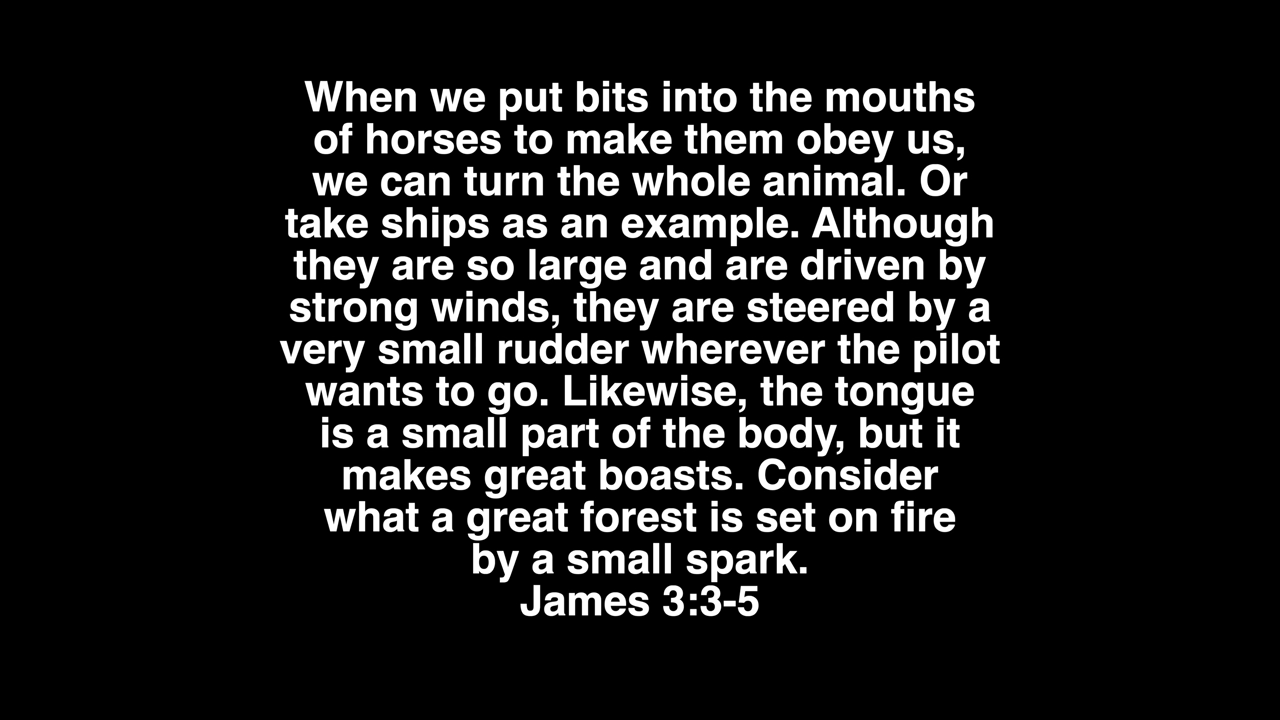 When we put bits into the mouths
of horses to make them obey us,
we can turn the whole animal. Or
take ships as an example. Although
they are so large and are driven by
strong winds, they are steered by a
very small rudder wherever the pilot
wants to go. Likewise, the tongue
is a small part of the body, but it
makes great boasts. Consider
what a great forest is set on fire
by a small spark.
James 3:3-5